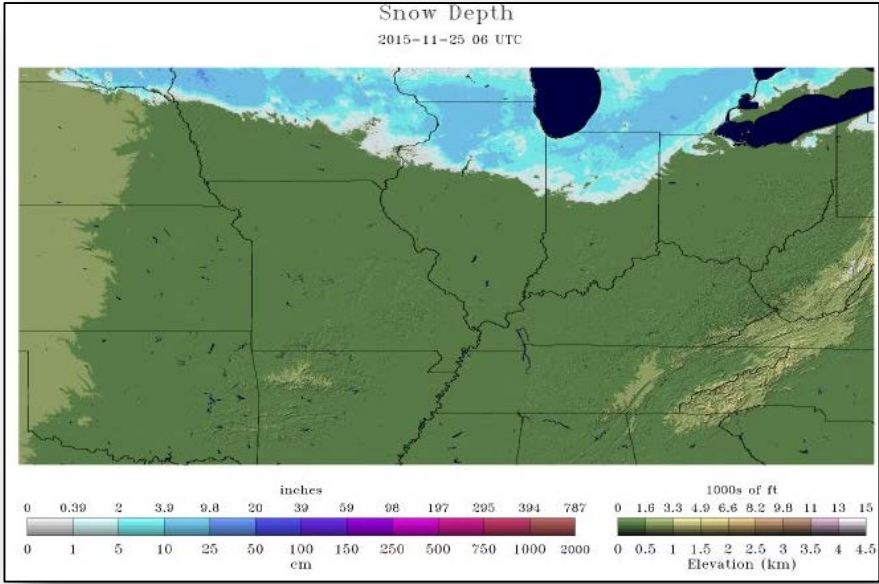 Snow Depth
2015-11-25 06 UTC
inches
0 0.39 2 3.9 9.8 20 39 59 98 197 295 394 787
0 1 5 10 25 50 100 150 250 500 750 1000 2000
cm
1000s of ft
0 1.6 3.3 4.9 6.6 8.2 9.8 11 13 15
0 0.5 1 1.5 2 2.5 3 3.5 4 4.5
Elevation (km)